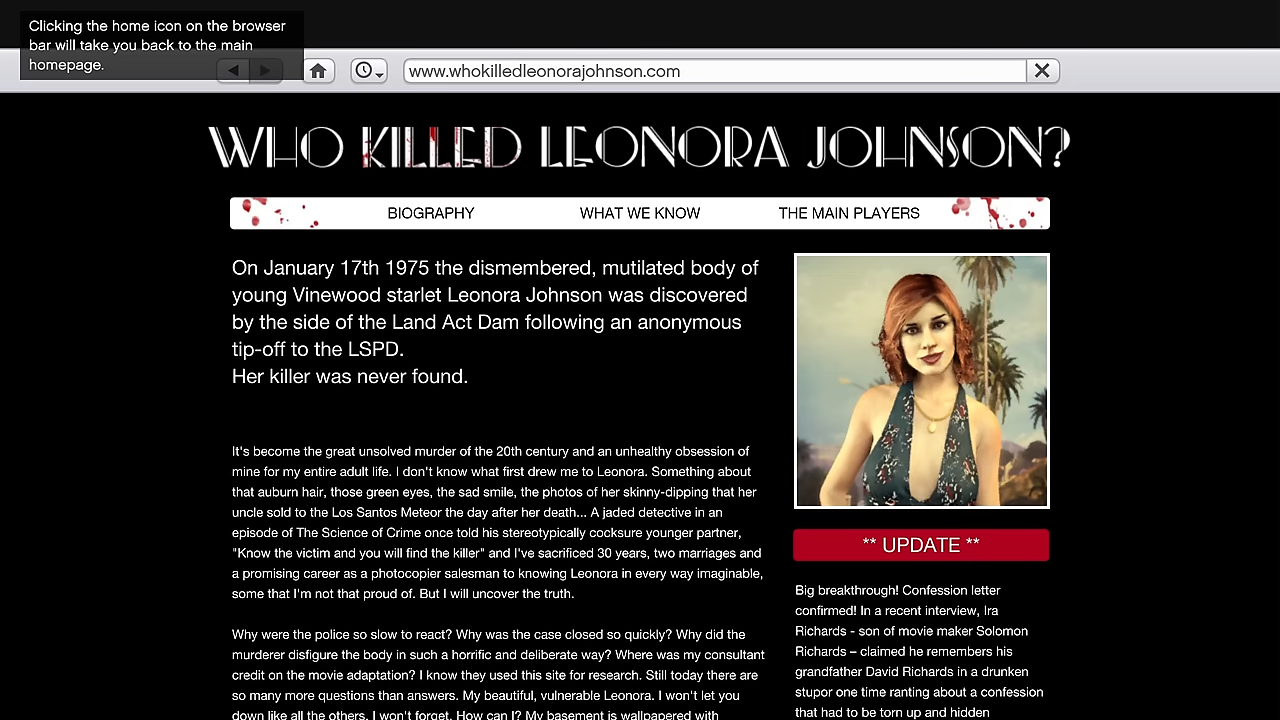 Clicking the home icon on the browser
bar will take you back to the main
homepage.
www.whokilledleonorajohnson.com
WHO KILLED LEONORA JOHNSON?
BIOGRAPHY
WHAT WE KNOW
THE MAIN PLAYERS
On January 17th 1975 the dismembered, mutilated body of
young Vinewood starlet Leonora Johnson was discovered
by the side of the Land Act Dam following an anonymous
tip-off to the LSPD.
Her killer was never found.
It's become the great unsolved murder of the 20th century and an unhealthy obsession of
mine for my entire adult life. I don't know what first drew me to Leonora. Something about
that auburn hair, those green eyes, the sad smile, the photos of her skinny-dipping that her
uncle sold to the Los Santos Meteor the day after her death... A jaded detective in an
episode of The Science of Crime once told his stereotypically cocksure younger partner,
"Know the victim and you will find the killer" and I've sacrificed 30 years, two marriages and
a promising career as a photocopier salesman to knowing Leonora in every way imaginable,
some that I'm not that proud of. But I will uncover the truth.
Why were the police so slow to react? Why was the case closed so quickly? Why did the
murderer disfigure the body in such a horrific and deliberate way? Where was my consultant
credit on the movie adaptation? I know they used this site for research. Still today there are
so many more questions than answers. My beautiful, vulnerable Leonora. I won't let you
down like all the others. I won't forget. How can I? My basement is wallpapered with
** UPDATE **
Big breakthrough! Confession letter
confirmed! In a recent interview, Ira
Richards - son of movie maker Solomon
Richards – claimed he remembers his
grandfather David Richards in a drunken
stupor one time ranting about a confession
that had to be torn up and hidden